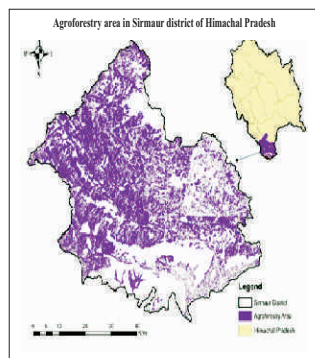 Agroforestry area in Sirmaur district of Himachal Pradesh
Legend
Sirmaur District
Agroforestry Area
Himachal Pradesh